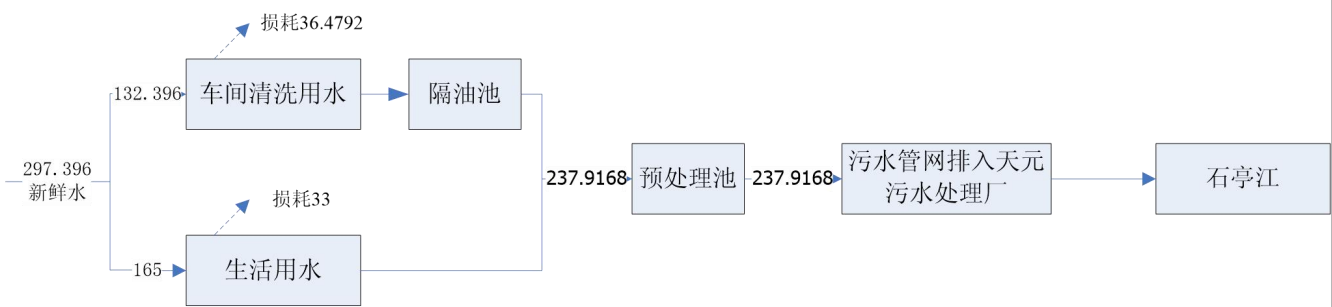 损耗36.4792
132.396
车间清洗用水
隔油池
297.396
新鲜水
237.9168
预处理池
237.9168
污水管网排入天元
污水处理厂
石亭江
损耗33
165
生活用水